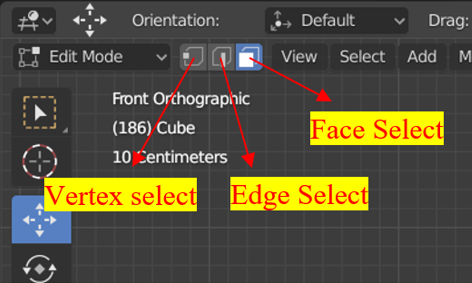 Orientation: Default Drag:
Edit Mode View Select Add
Front Orthographic
(186) Cube
10 Centimeters
Face Select
Vertex select Edge Select